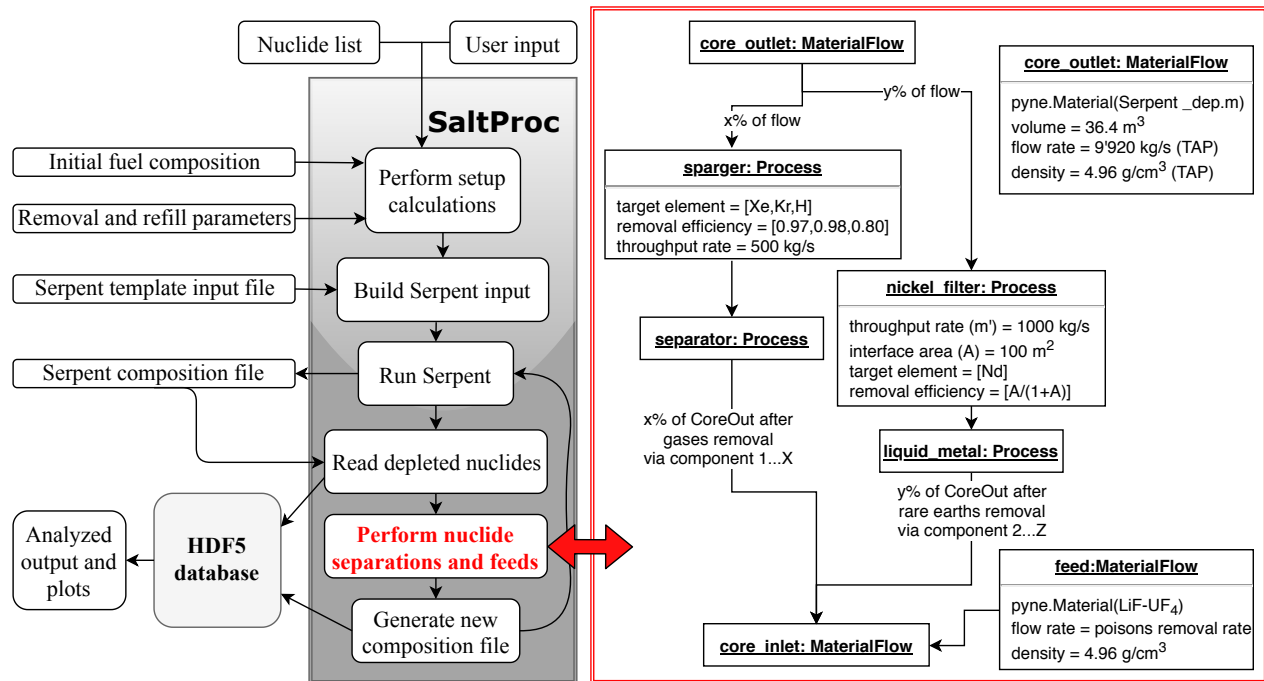 Nuclide list
User input
SaltProc
Initial fuel composition
Removal and refill parameters
Serpent template input file
Serpent composition file
Perform setup
calculations
Build Serpent input
Run Serpent
Read depleted nuclides
Perform nuclide
separations and feeds
Generate new
composition file
HDF5
database
Analyzed
output and
plots
core_outlet: MaterialFlow
x% of flow
y% of flow
core_outlet: MaterialFlow
pyne.Material(Serpent _dep.m)
volume = 36.4 m³
flow rate = 9'920 kg/s (TAP)
density = 4.96 g/cm³ (TAP)
sparger: Process
target element = [Xe,Kr,H]
removal efficiency = [0.97,0.98,0.80]
throughput rate = 500 kg/s
separator: Process
nickel_filter: Process
throughput rate (m') = 1000 kg/s
interface area (A) = 100 m²
target element = [Nd]
removal efficiency = [A/(1+A)]
x% of CoreOut after
gases removal
via component 1...X
liquid_metal: Process
y% of CoreOut after
rare earths removal
via component 2...Z
feed:MaterialFlow
pyne.Material(LiF-UF₄)
flow rate = poisons removal rate
density = 4.96 g/cm³
core_inlet: MaterialFlow